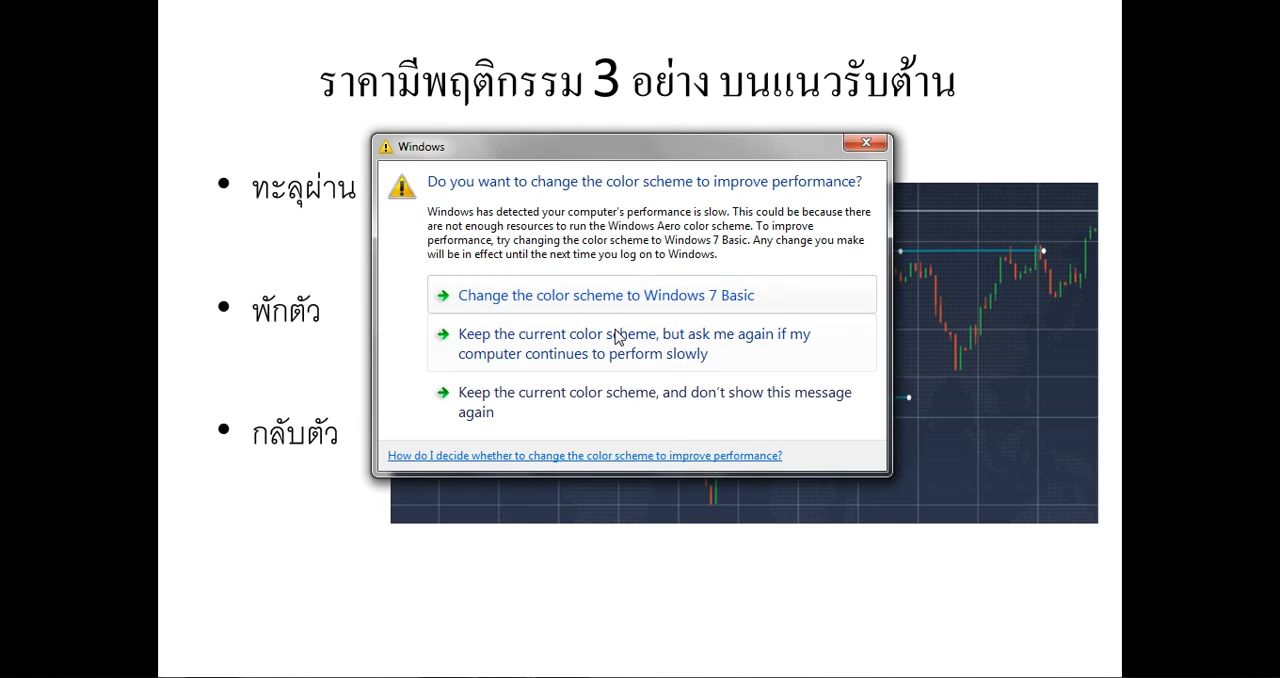 ราคามีพฤติกรรม 3 อย่าง บนแนวรับต้าน
• ทะลุผ่าน
• พักตัว
• กลับตัว
Windows
Do you want to change the color scheme to improve performance?
Windows has detected your computer's performance is slow. This could be because there
are not enough resources to run the Windows Aero color scheme. To improve
performance, try changing the color scheme to Windows 7 Basic. Any change you make
will be in effect until the next time you log on to Windows.
Change the color scheme to Windows 7 Basic
Keep the current color scheme, but ask me again if my
computer continues to perform slowly
Keep the current color scheme, and don't show this message
again
How do I decide whether to change the color scheme to improve performance?